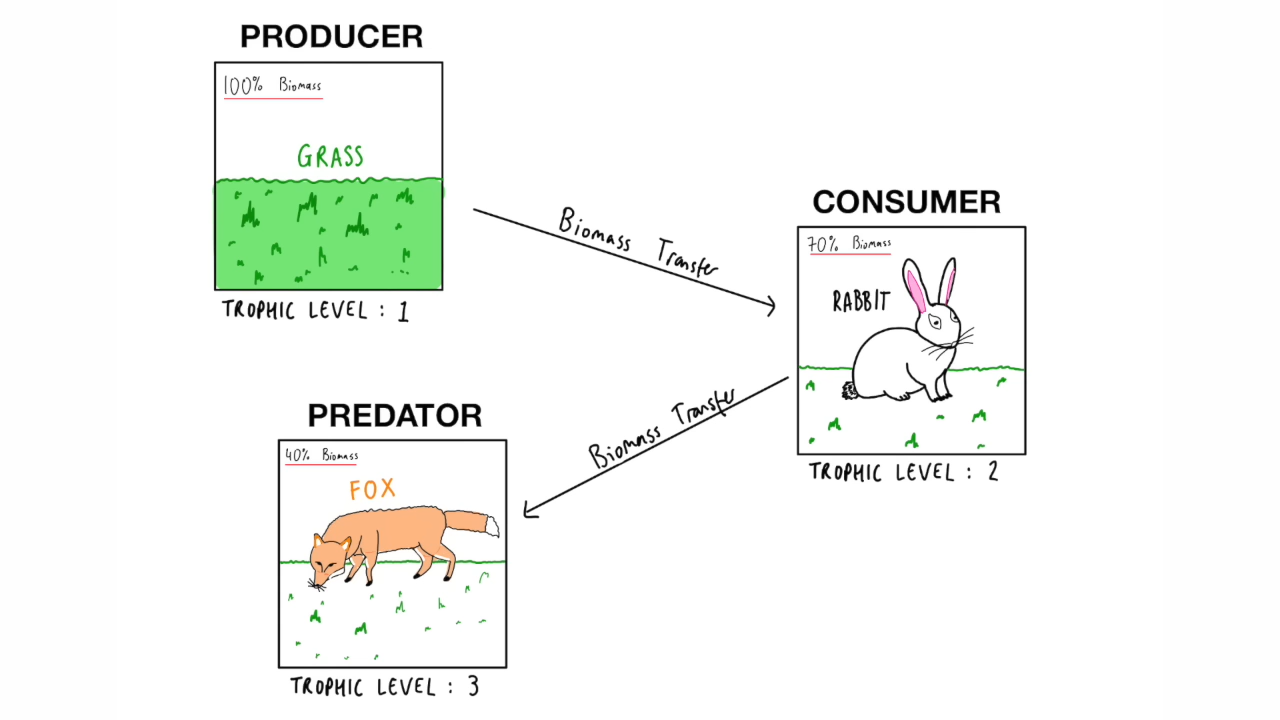 PRODUCER
100% Biomass
GRASS
TROPHIC LEVEL : 1
Biomass Transfer
CONSUMER
70% Biomass
RABBIT
TROPHIC LEVEL : 2
Biomass Transfer
PREDATOR
40% Biomass
FOX
TROPHIC LEVEL : 3